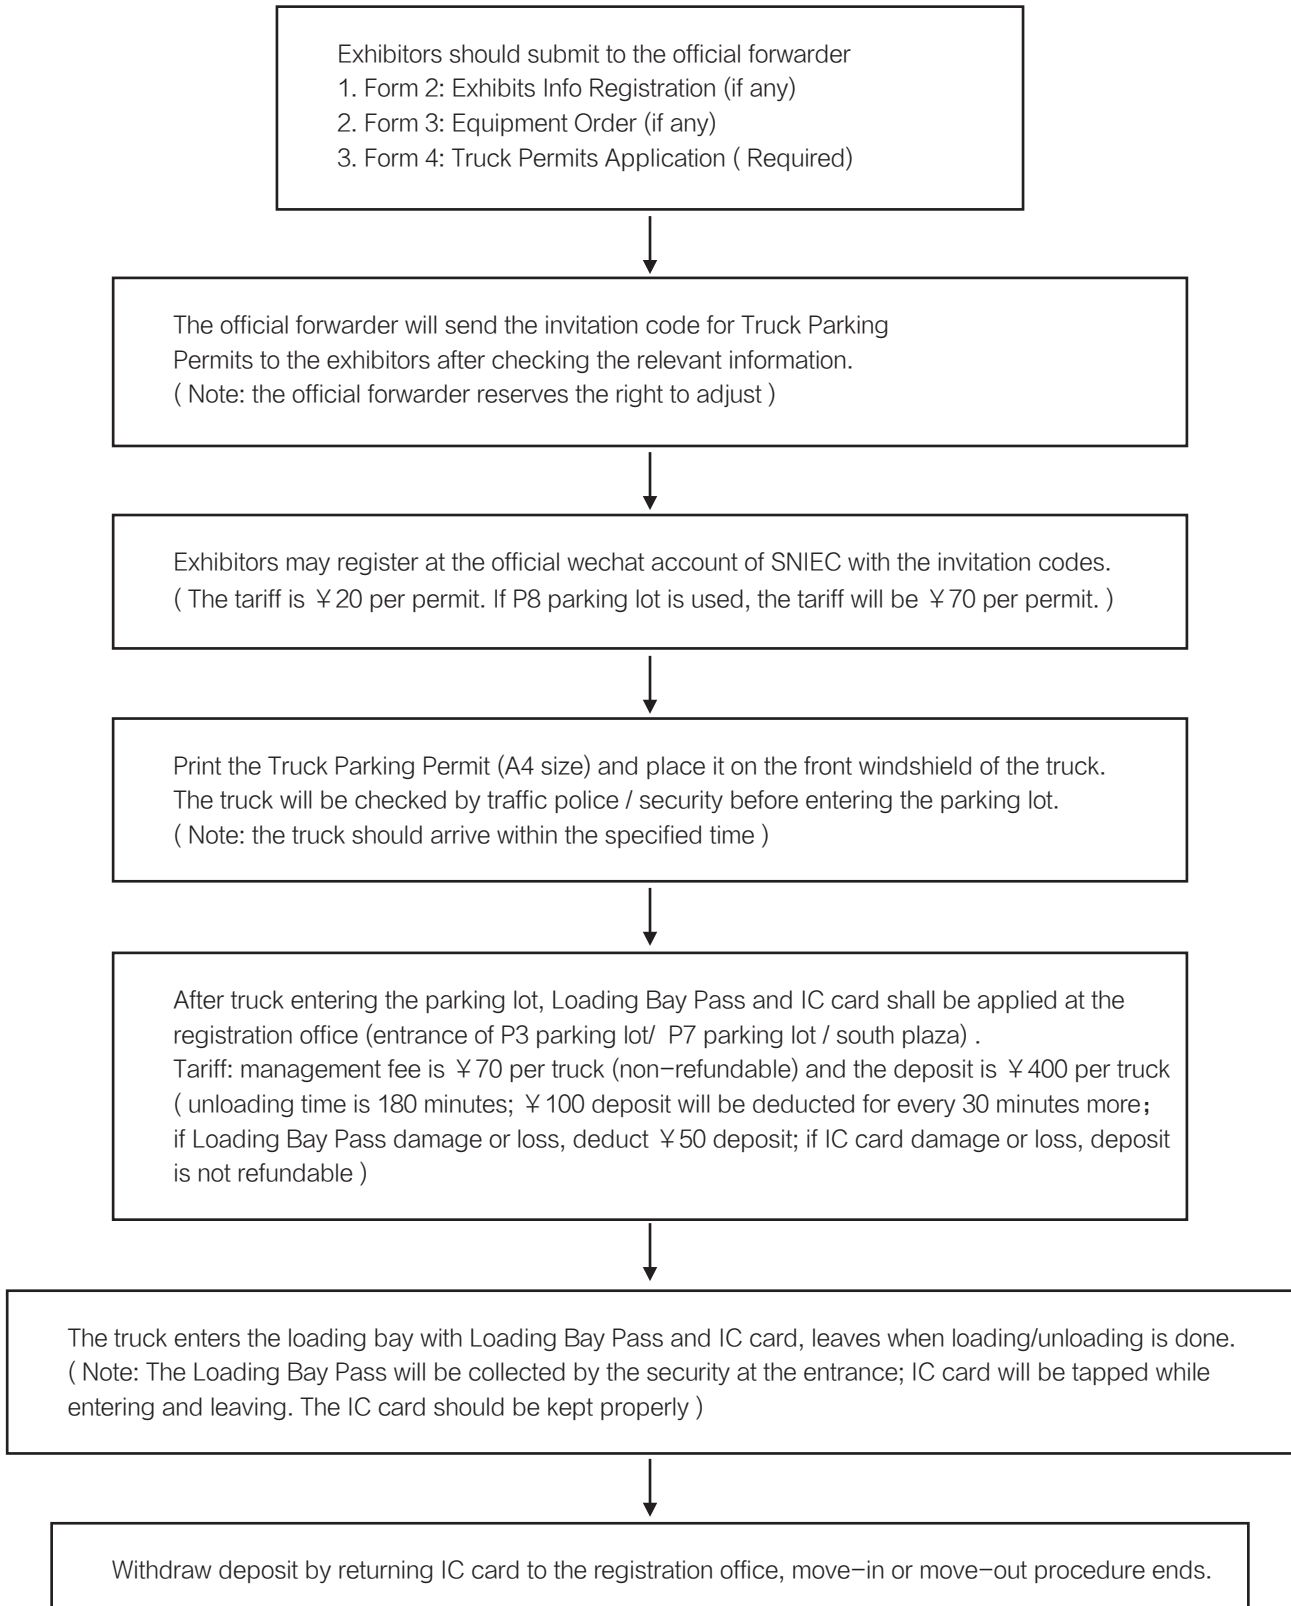 Exhibitors should submit to the official forwarder
1. Form 2: Exhibits Info Registration (if any)
2. Form 3: Equipment Order (if any)
3. Form 4: Truck Permits Application ( Required)
The official forwarder will send the invitation code for Truck Parking
Permits to the exhibitors after checking the relevant information.
( Note: the official forwarder reserves the right to adjust )
Exhibitors may register at the official wechat account of SNIEC with the invitation codes.
( The tariff is ￥20 per permit. If P8 parking lot is used, the tariff will be ￥70 per permit. )
Print the Truck Parking Permit (A4 size) and place it on the front windshield of the truck.
The truck will be checked by traffic police / security before entering the parking lot.
( Note: the truck should arrive within the specified time )
After truck entering the parking lot, Loading Bay Pass and IC card shall be applied at the
registration office (entrance of P3 parking lot/ P7 parking lot / south plaza) .
Tariff: management fee is ￥70 per truck (non-refundable) and the deposit is ￥400 per truck
( unloading time is 180 minutes; ￥100 deposit will be deducted for every 30 minutes more；
if Loading Bay Pass damage or loss, deduct ￥50 deposit; if IC card damage or loss, deposit
is not refundable )
The truck enters the loading bay with Loading Bay Pass and IC card, leaves when loading/unloading is done.
( Note: The Loading Bay Pass will be collected by the security at the entrance; IC card will be tapped while
entering and leaving. The IC card should be kept properly )
Withdraw deposit by returning IC card to the registration office, move-in or move-out procedure ends.